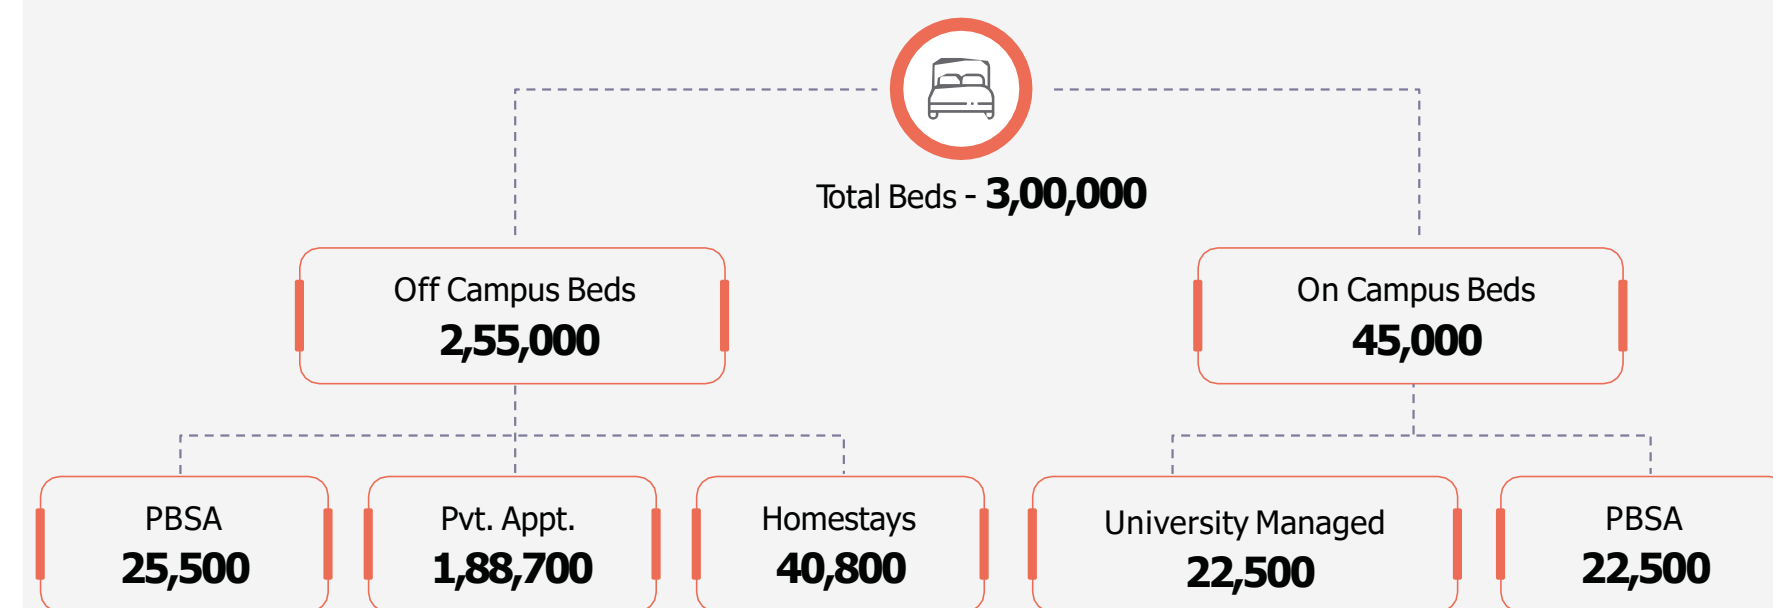 Total Beds - 3,00,000
Off Campus Beds
2,55,000
On Campus Beds
45,000
PBSA
25,500
Pvt. Appt.
1,88,700
Homestays
40,800
University Managed
22,500
PBSA
22,500